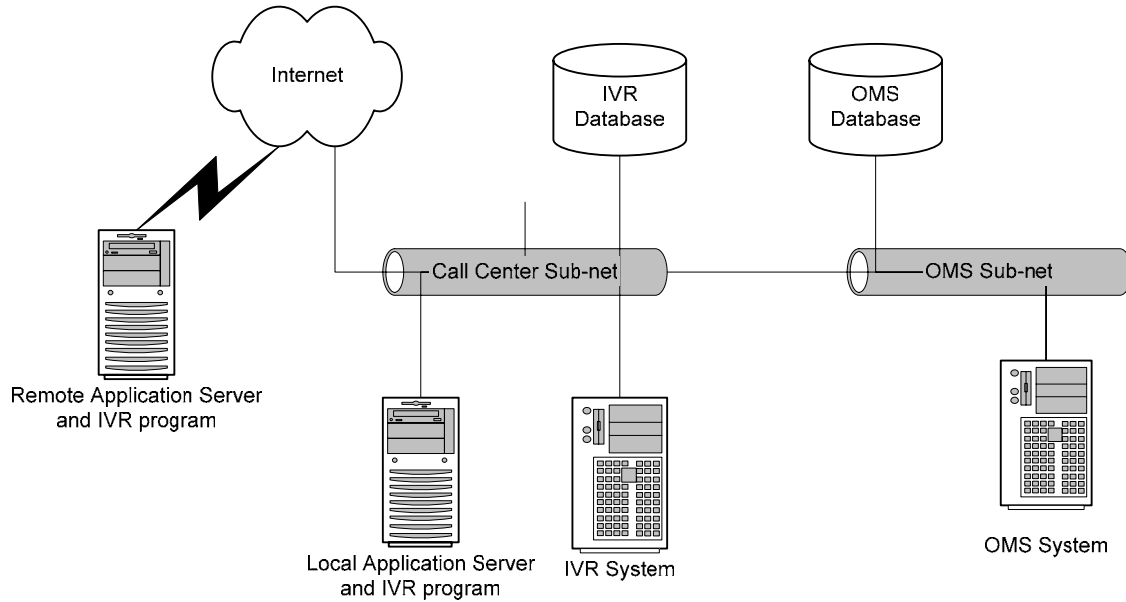 Internet
IVR
Database
OMS
Database
Call Center Sub-net
OMS Sub-net
Remote Application Server
and IVR program
Local Application Server
and IVR program
IVR System
OMS System